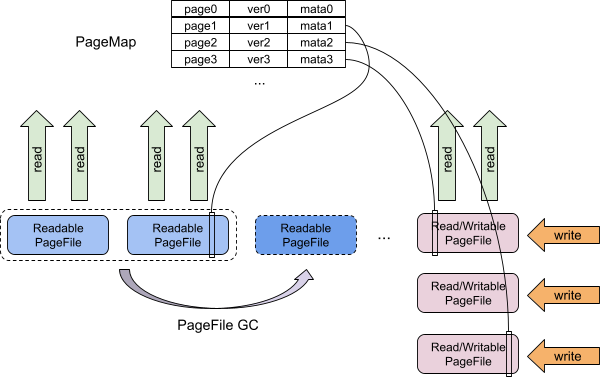 page0 ver0 mata0
page1 ver1 mata1
PageMap
page2 ver2 mata2
page3 ver3 mata3
...
read
read
read
read
read
read
Readable
PageFile
Readable
PageFile
Readable
PageFile
...
Read/Writable
PageFile
write
Read/Writable
PageFile
write
PageFile GC
Read/Writable
PageFile
write